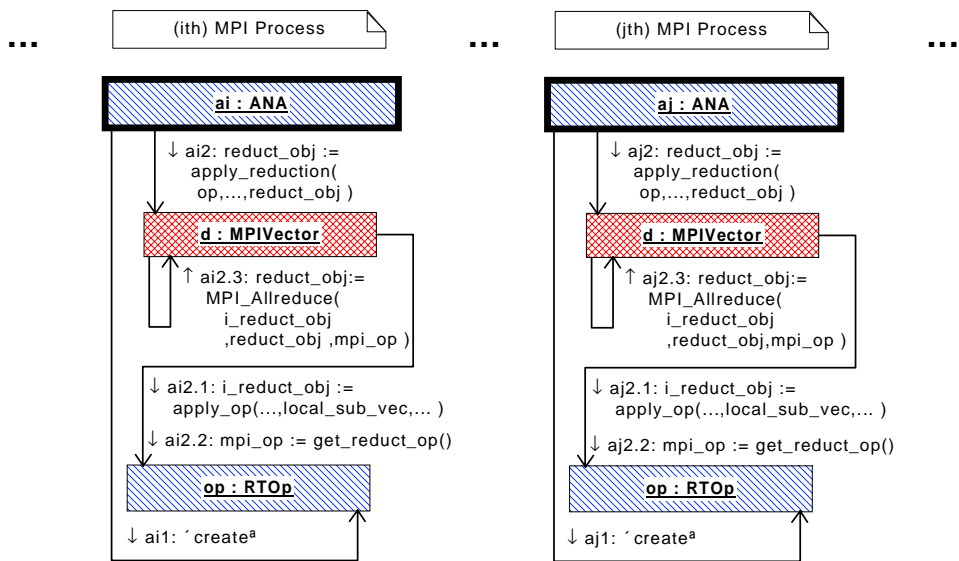 ...
(ith) MPI Process
...
(jth) MPI Process
...
ai : ANA
↓ ai2: reduct_obj :=
apply_reduction(
op,...,reduct_obj )
d : MPIVector
↑ ai2.3: reduct_obj:=
MPI_Allreduce(
i_reduct_obj
,reduct_obj ,mpi_op )
↓ ai2.1: i_reduct_obj :=
apply_op(...,local_sub_vec,... )
↓ ai2.2: mpi_op := get_reduct_op()
op : RTOp
↓ ai1: ´createª
aj : ANA
↓ aj2: reduct_obj :=
apply_reduction(
op,...,reduct_obj )
d : MPIVector
↑ aj2.3: reduct_obj:=
MPI_Allreduce(
i_reduct_obj
,reduct_obj,mpi_op )
↓ aj2.1: i_reduct_obj :=
apply_op(...,local_sub_vec,... )
↓ aj2.2: mpi_op := get_reduct_op()
op : RTOp
↓ aj1: ´createª